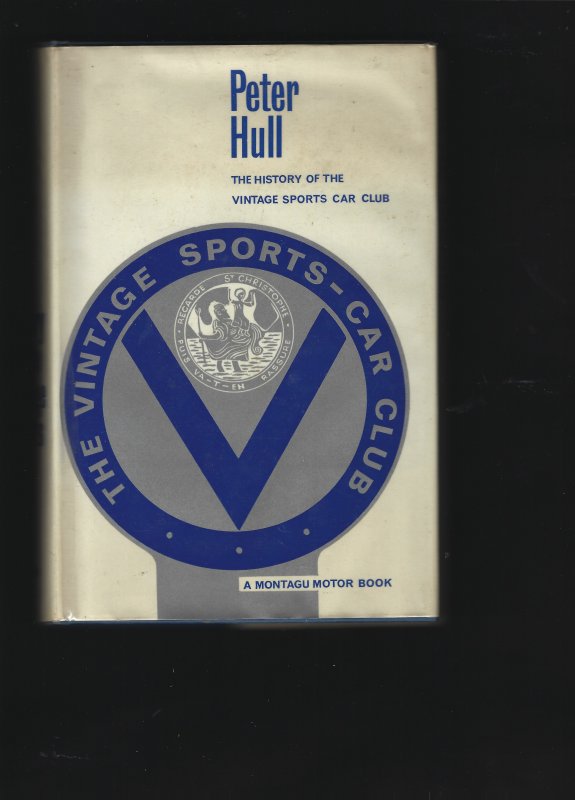 Peter
Hull
THE HISTORY OF THE
VINTAGE SPORTS CAR CLUB
THE VINTAGE SPORTS-CAR CLUB
REGARDE ST CHRISTOPHE
PUIS VA-T-EN RASSURE
A MONTAGU MOTOR BOOK